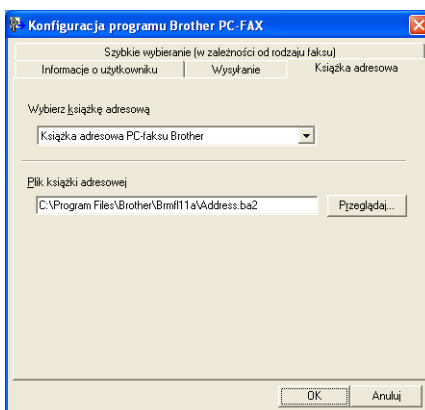 Konfiguracja programu Brother PC-FAX
Szybkie wybieranie (w zależności od rodzaju faksu)
Informacje o użytkowniku
Wysyłanie
Książka adresowa
Wybierz książkę adresową
Książka adresowa PC-faksu Brother
Plik książki adresowej
C:\Program Files\Brother\Brmfl11a\Address.ba2
Przeglądaj...
OK
Anuluj